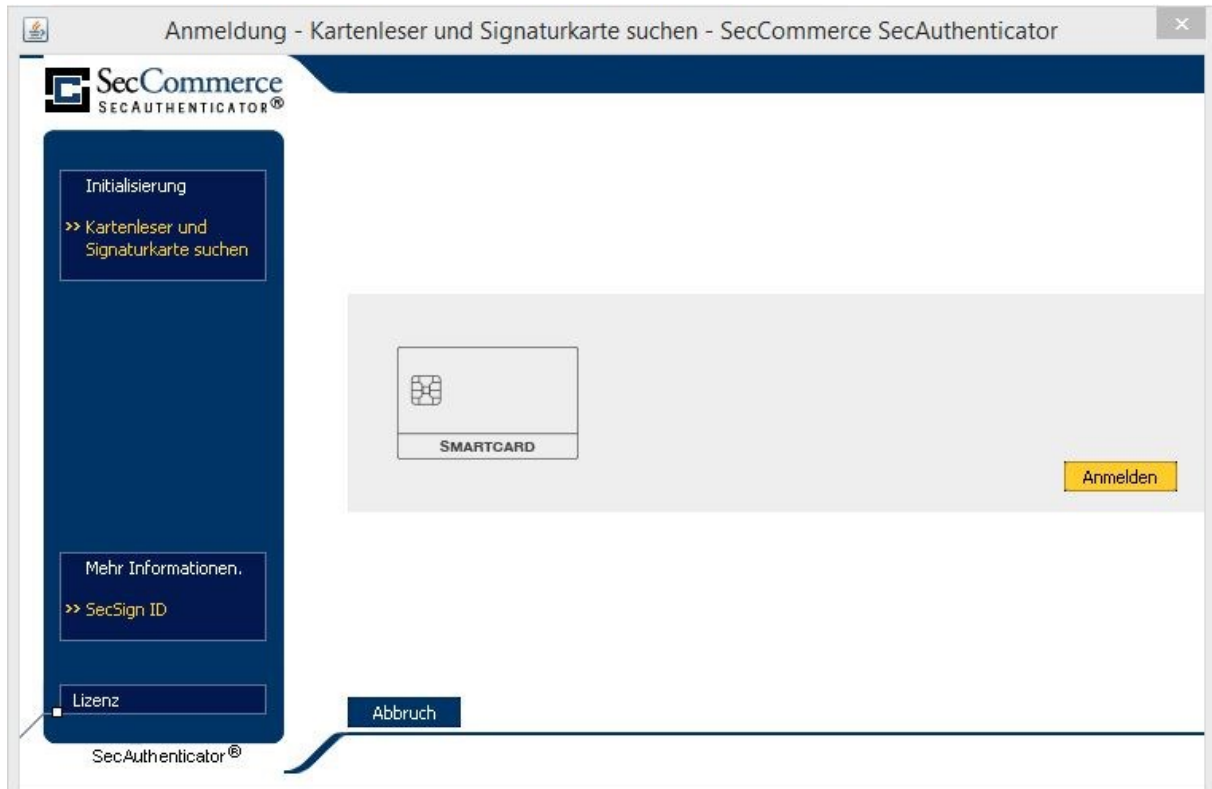 Anmeldung - Kartenleser und Signaturkarte suchen - SecCommerce SecAuthenticator
SecCommerce
SECAUTHENTICATOR®
Initialisierung
>> Kartenleser und
Signaturkarte suchen
SMARTCARD
Anmelden
Mehr Informationen.
>> SecSign ID
Lizenz
Abbruch
SecAuthenticator®